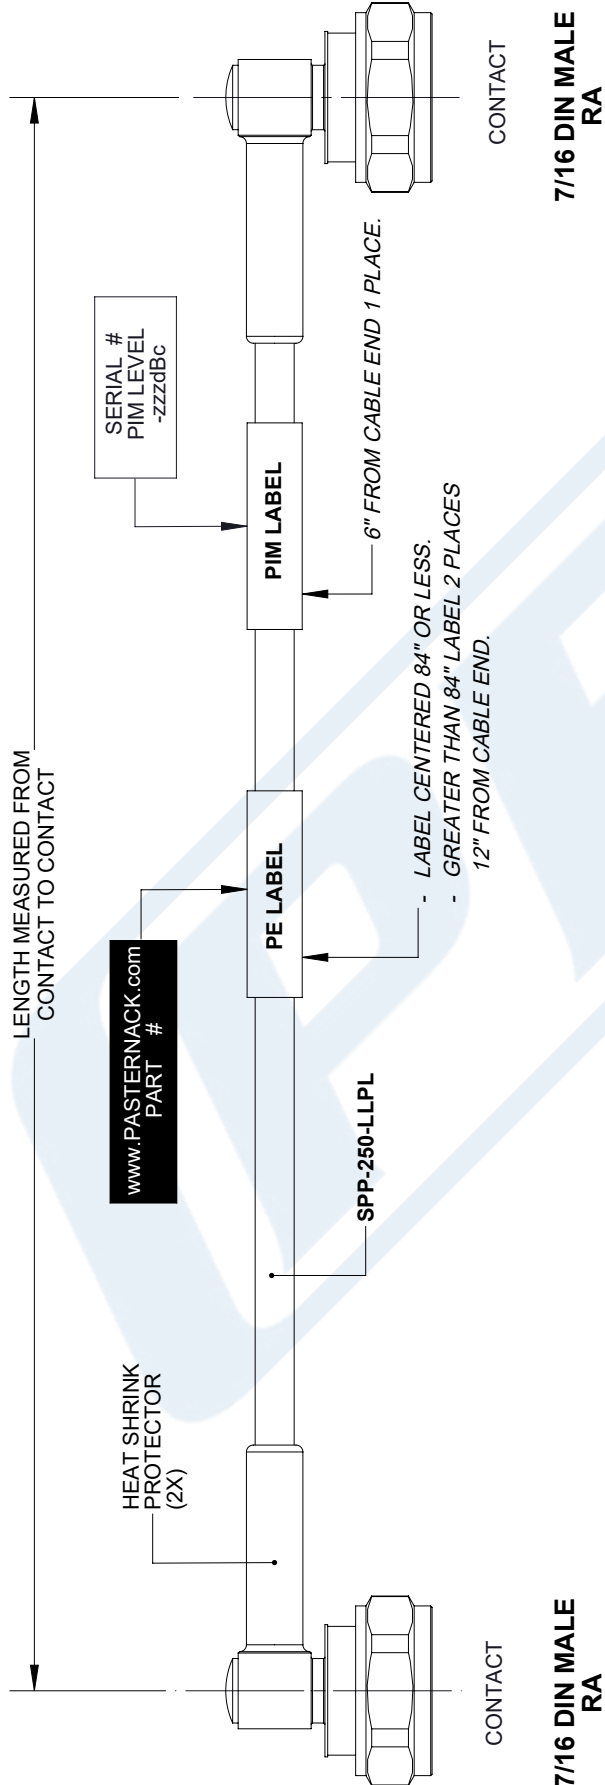 LENGTH MEASURED FROM
CONTACT TO CONTACT
HEAT SHRINK
PROTECTOR
(2X)
www.PASTERNACK.com
PART #
SERIAL #
PIM LEVEL
-zzzdBc
PE LABEL
PIM LABEL
SPP-250-LLPL
- LABEL CENTERED 84" OR LESS.
- GREATER THAN 84" LABEL 2 PLACES
12" FROM CABLE END.
6" FROM CABLE END 1 PLACE.
CONTACT
CONTACT
7/16 DIN MALE
RA
7/16 DIN MALE
RA